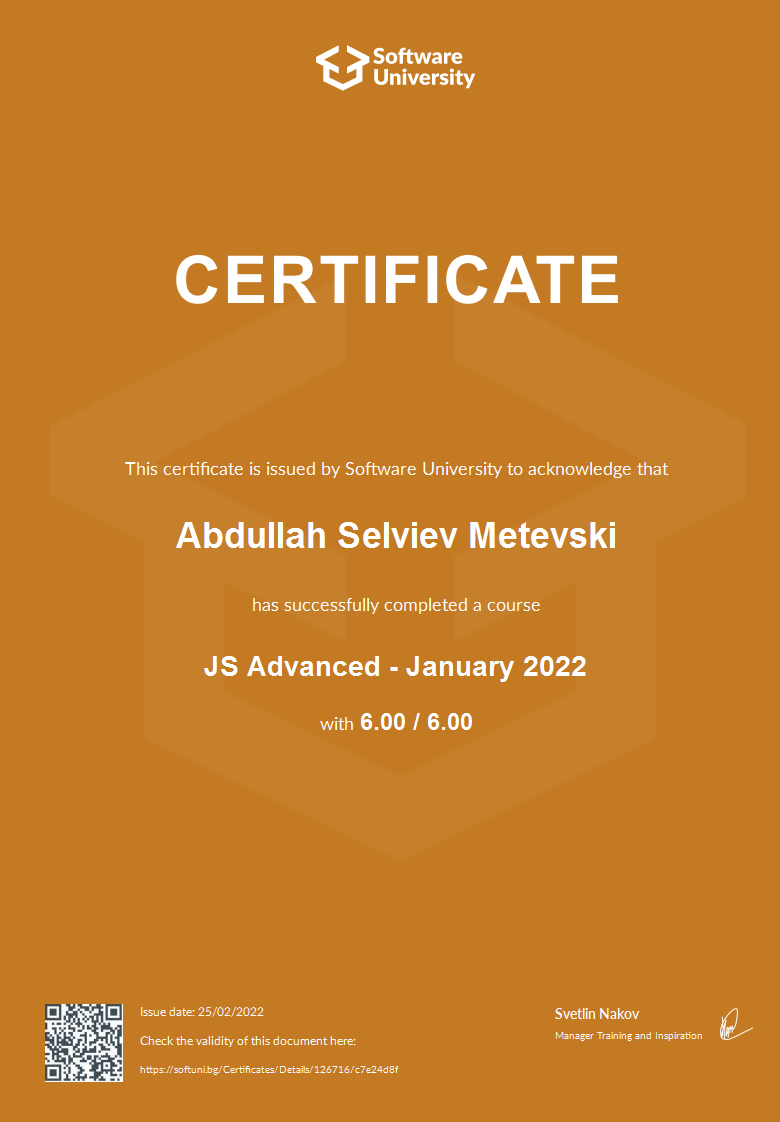 Software
University
CERTIFICATE
This certificate is issued by Software University to acknowledge that
Abdullah Selviev Metevski
has successfully completed a course
JS Advanced - January 2022
with 6.00 / 6.00
Issue date: 25/02/2022
Check the validity of this document here:
https://softuni.bg/Certificates/Details/126716/c7e24d8f
Svetlin Nakov
Manager Training and Inspiration